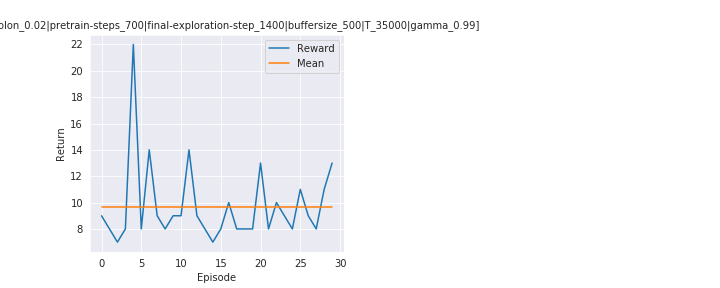 olon_0.02|pretrain-steps_700|final-exploration-step_1400|buffersize_500|T_35000|gamma_0.99]
Reward
Mean
22
20
18
16
14
12
10
8
Return
0 5 10 15 20 25 30
Episode